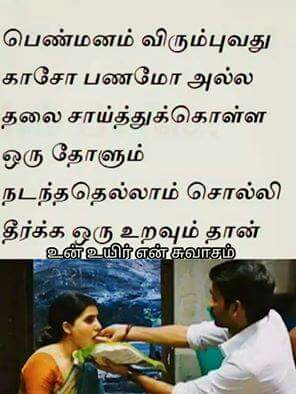 பெண்மனம் விரும்புவது
காசோ பணமோ அல்ல
தலை சாய்த்துக்கொள்ள
ஒரு தோளும்
நடந்ததெல்லாம் சொல்லி
தீர்க்க ஒரு உறவும் தான்
உன் உயிர் என் சுவாசம்